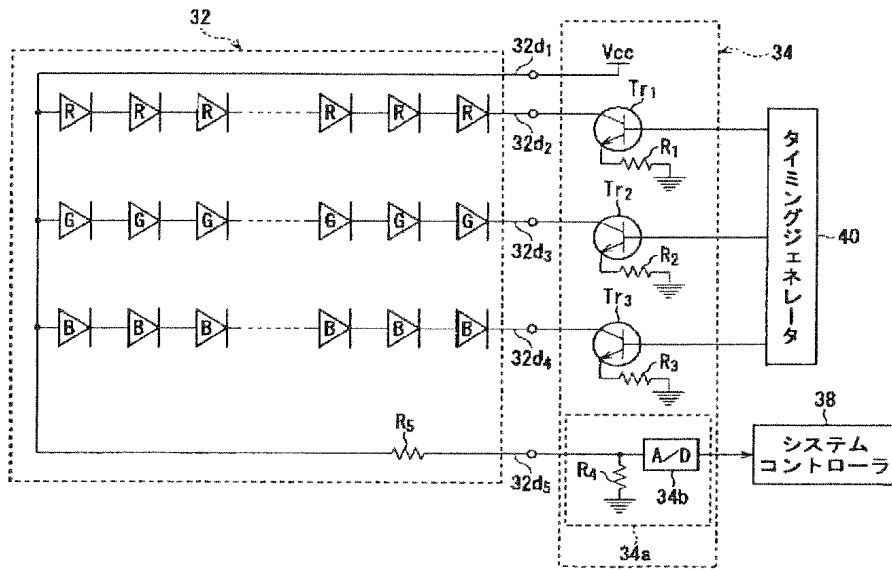 32
34
32d₁
Vcc
Tr₁
R R R R R R
32d₂
R₁
Tr₂
G G G G G G
32d₃
R₂
Tr₃
B B B B B B
32d₄
R₃
タイミングジェネレータ
40
38
システム
コントローラ
R₅
32d₅
R₄
A/D
34b
34a